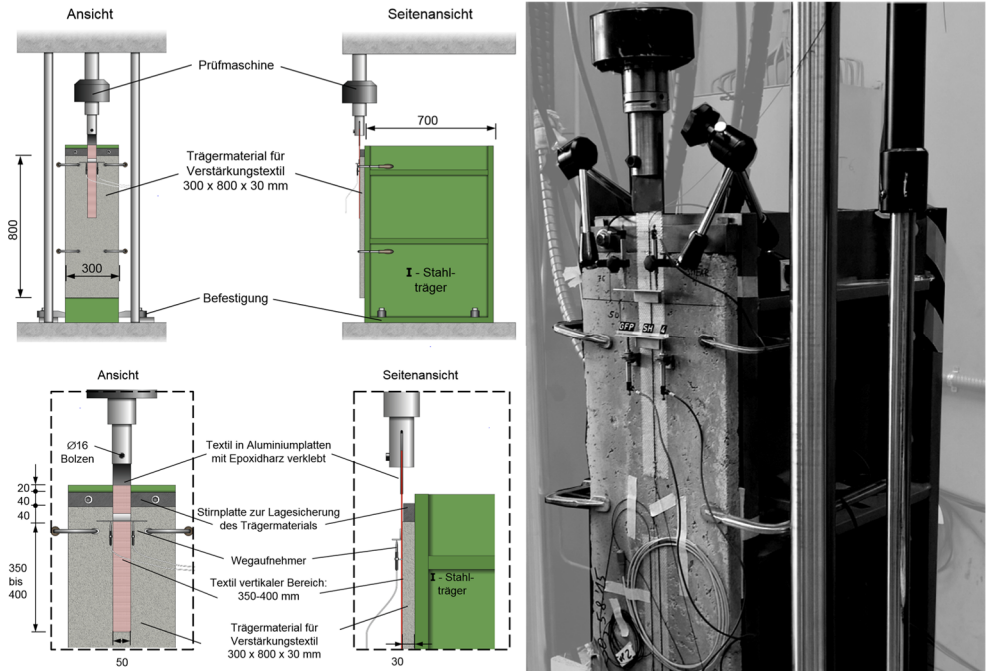 Ansicht
Seitenansicht
Prüfmaschine
700
Trägermaterial für
Verstärkungstextil
300 x 800 x 30 mm
800
300
I - Stahl-
träger
Befestigung
Ansicht
Seitenansicht
Ø16
Bolzen
Textil in Aluminiumplatten
mit Epoxidharz verklebt
20
40
40
Stirnplatte zur Lagesicherung
des Trägermaterials
Wegaufnehmer
350
bis
400
Textil vertikaler Bereich:
350-400 mm
I - Stahl-
träger
Trägermaterial für
Verstärkungstextil
300 x 800 x 30 mm
50
30
50
GFP SH 4